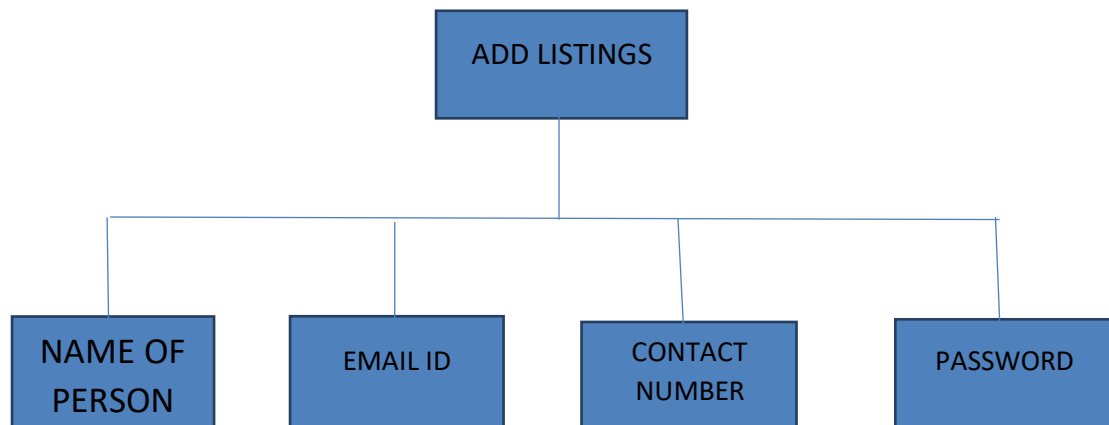 ADD LISTINGS
NAME OF
PERSON
EMAIL ID
CONTACT
NUMBER
PASSWORD